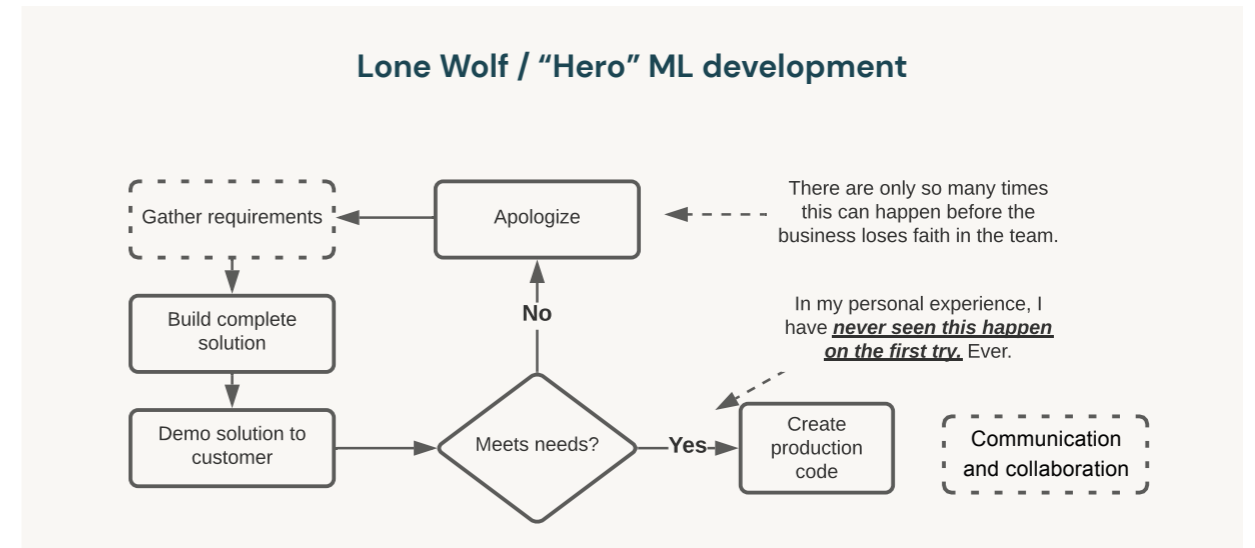 Lone Wolf / “Hero” ML development
Gather requirements
Apologize
There are only so many times
this can happen before the
business loses faith in the team.
Build complete
solution
No
In my personal experience, I
have never seen this happen
on the first try. Ever.
Demo solution to
customer
Meets needs?
Yes
Create
production
code
Communication
and collaboration